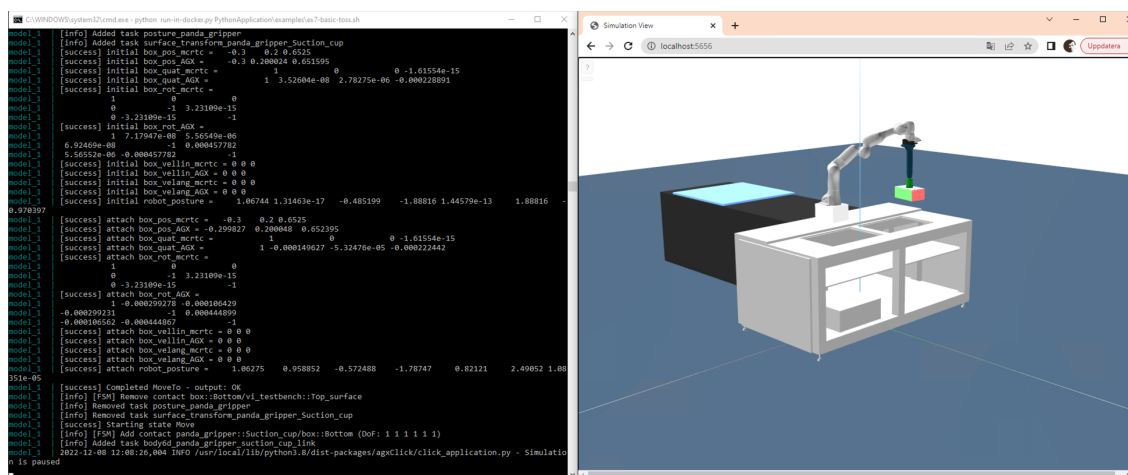 C:\WINDOWS\system32\cmd.exe - python run-in-docker.py PythonApplication\examples\ex7-basic-toss.sh
model_1 | [info] Added task posture_panda_gripper
model_1 | [info] Added task surface_transform_panda_gripper_Suction_cup
model_1 | [success] initial box_pos_mcrtc = -0.3 0.2 0.6525
model_1 | [success] initial box_pos_AGX = -0.3 0.200024 0.651595
model_1 | [success] initial box_quat_mcrtc = 1 0 0 -1.61554e-15
model_1 | [success] initial box_quat_AGX = 1 3.52604e-08 2.78275e-06 -0.000228891
model_1 | [success] initial box_rot_mcrtc =
model_1 | 1 0 0
model_1 | 0 -1 3.23109e-15
model_1 | 0 -3.23109e-15 -1
model_1 | [success] initial box_rot_AGX =
model_1 | 1 7.17947e-08 5.56549e-06
model_1 | 6.92469e-08 -1 0.000457782
model_1 | 5.56552e-06 -0.000457782 -1
model_1 | [success] initial box_vellin_mcrtc = 0 0 0
model_1 | [success] initial box_vellin_AGX = 0 0 0
model_1 | [success] initial box_velang_mcrtc = 0 0 0
model_1 | [success] initial box_velang_AGX = 0 0 0
model_1 | [success] initial robot_posture = 1.06744 1.31463e-17 -0.485199 -1.88816 1.44579e-13 1.88816 -
0.970397
model_1 | [success] attach box_pos_mcrtc = -0.3 0.2 0.6525
model_1 | [success] attach box_pos_AGX = -0.299827 0.200048 0.652395
model_1 | [success] attach box_quat_mcrtc = 1 0 0 -1.61554e-15
model_1 | [success] attach box_quat_AGX = 1 -0.000149627 -5.32476e-05 -0.000222442
model_1 | [success] attach box_rot_mcrtc =
model_1 | 1 0 0
model_1 | 0 -1 3.23109e-15
model_1 | 0 -3.23109e-15 -1
model_1 | [success] attach box_rot_AGX =
model_1 | 1 -0.000299278 -0.000106429
model_1 | -0.000299231 -1 0.000444899
model_1 | -0.000106562 -0.000444867 -1
model_1 | [success] attach box_vellin_mcrtc = 0 0 0
model_1 | [success] attach box_vellin_AGX = 0 0 0
model_1 | [success] attach box_velang_mcrtc = 0 0 0
model_1 | [success] attach box_velang_AGX = 0 0 0
model_1 | [success] attach robot_posture = 1.06275 0.958852 -0.572488 -1.78747 0.82121 2.49052 1.08
351e-05
model_1 | [success] Completed MoveTo - output: OK
model_1 | [info] [FSM] Remove contact box::Bottom/vi_testbench::Top_surface
model_1 | [info] Removed task posture_panda_gripper
model_1 | [info] Removed task surface_transform_panda_gripper_Suction_cup
model_1 | [success] Starting state Move
model_1 | [info] [FSM] Add contact panda_gripper::Suction_cup/box::Bottom (DoF: 1 1 1 1 1 1)
model_1 | [info] Added task body6d_panda_gripper_suction_cup_link
model_1 | 2022-12-08 12:08:26,004 INFO /usr/local/lib/python3.8/dist-packages/agxClick/click_application.py - Simulatio
n is paused
Simulation View
localhost:5656
Uppdatera
?